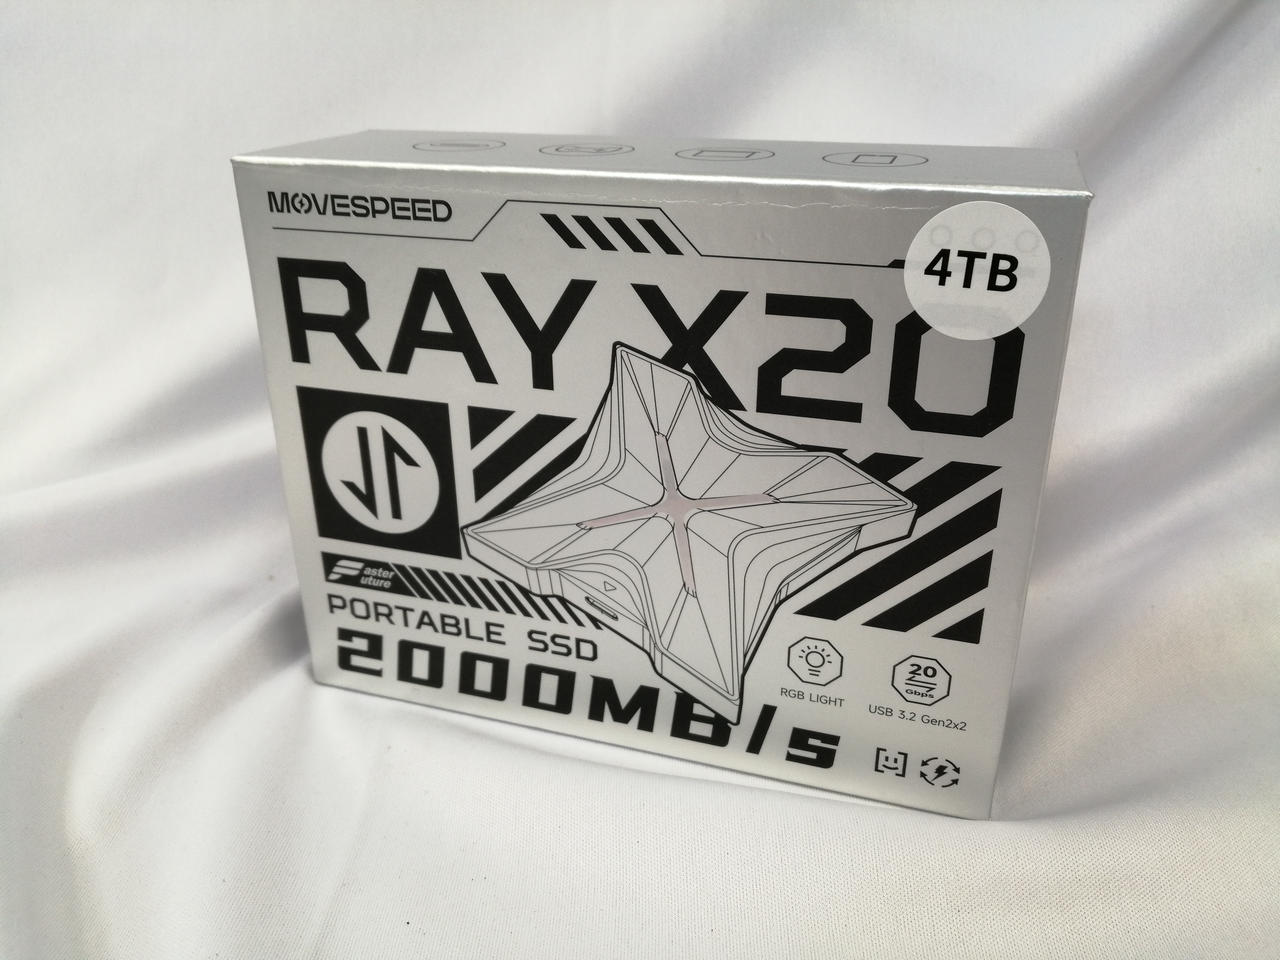 MOVESPEED
4TB
RAY X20
Faster
Future
PORTABLE SSD
2000MB/s
RGB LIGHT
20
Gbps
USB 3.2 Gen2x2